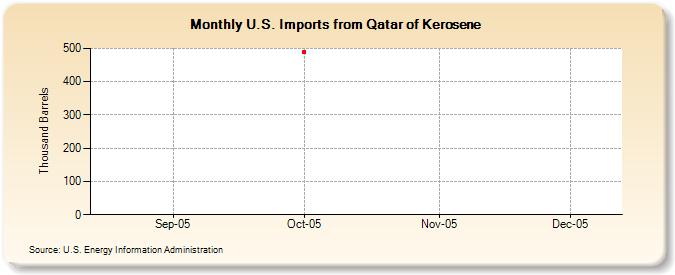 Monthly U.S. Imports from Qatar of Kerosene
Thousand Barrels
500
400
300
200
100
0
Sep-05 Oct-05 Nov-05 Dec-05
Source: U.S. Energy Information Administration